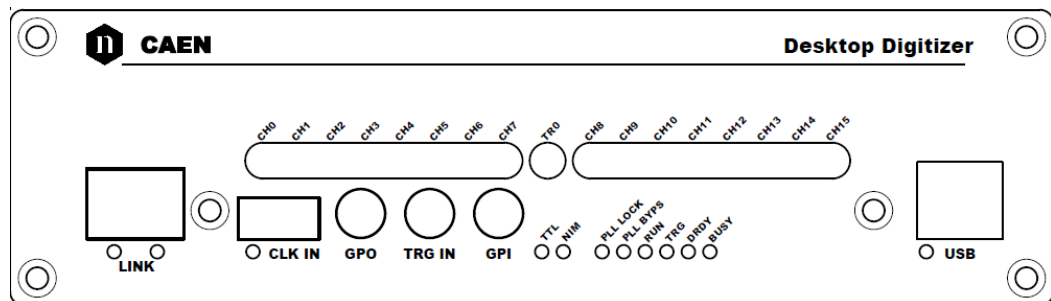 n CAEN Desktop Digitizer
CH0 CH1 CH2 CH3 CH4 CH5 CH6 CH7 TR0 CH8 CH9 CH10 CH11 CH12 CH13 CH14 CH15
TTL NIM PLL LOCK PLL BYPS RUN TRG DRDY BUSY
LINK CLK IN GPO TRG IN GPI USB